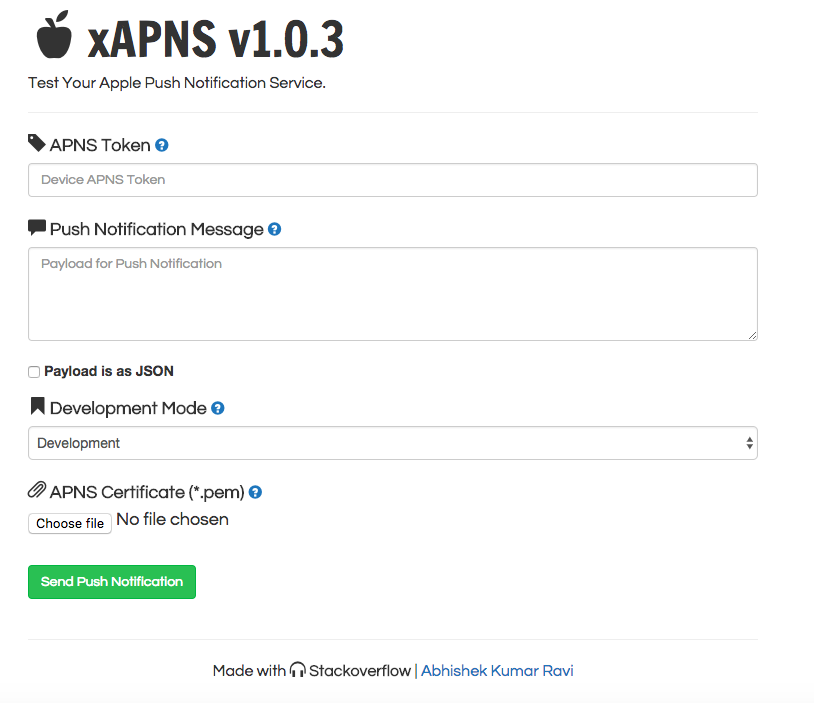 xAPNS v1.0.3
Test Your Apple Push Notification Service.
APNS Token ?
Device APNS Token
Push Notification Message ?
Payload for Push Notification
Payload is as JSON
Development Mode ?
Development
APNS Certificate (*.pem) ?
Choose file No file chosen
Send Push Notification
Made with Stackoverflow | Abhishek Kumar Ravi